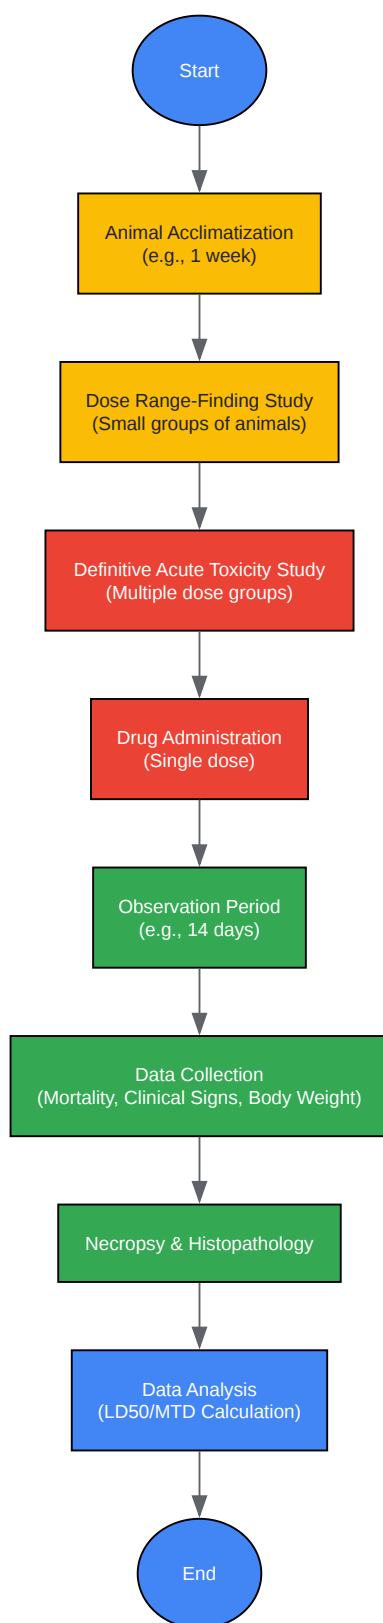 Start
Animal Acclimatization
(e.g., 1 week)
Dose Range-Finding Study
(Small groups of animals)
Definitive Acute Toxicity Study
(Multiple dose groups)
Drug Administration
(Single dose)
Observation Period
(e.g., 14 days)
Data Collection
(Mortality, Clinical Signs, Body Weight)
Necropsy & Histopathology
Data Analysis
(LD50/MTD Calculation)
End